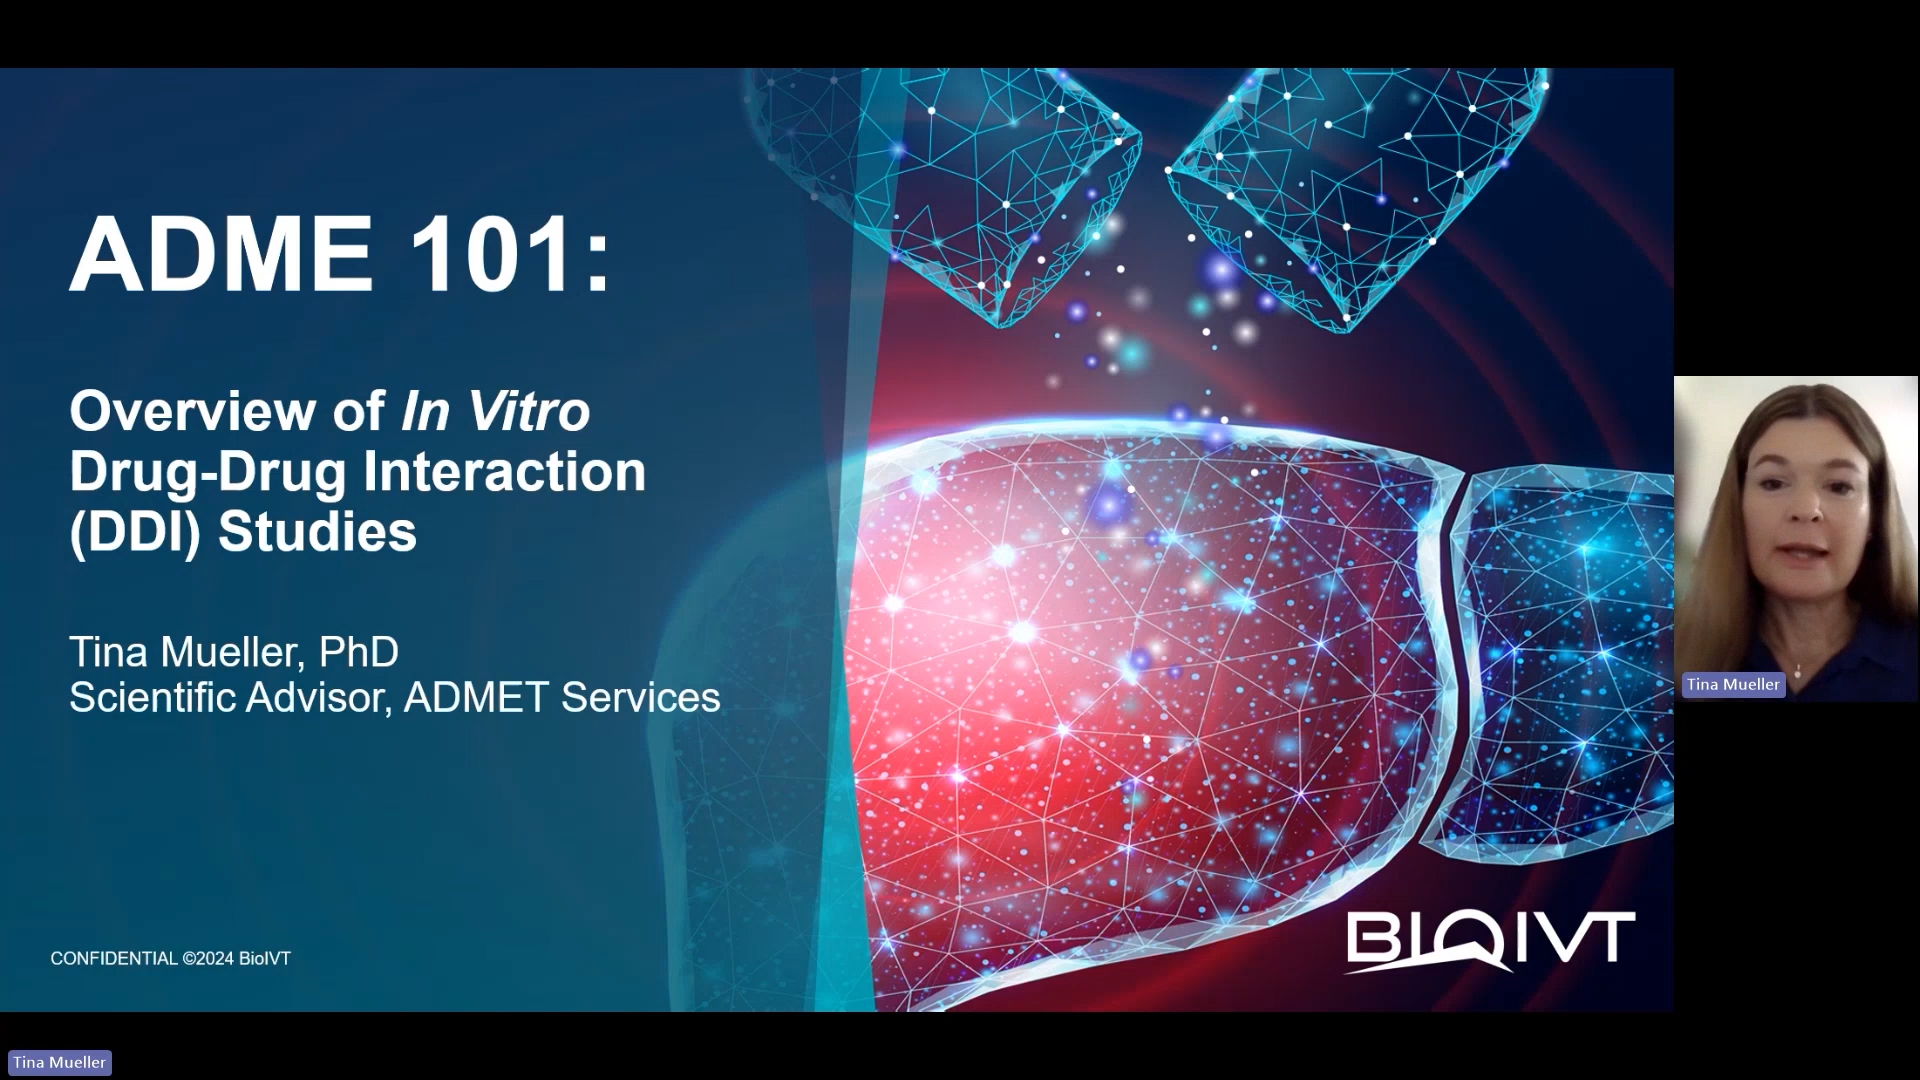 ADME 101:
Overview of In Vitro
Drug-Drug Interaction
(DDI) Studies
Tina Mueller, PhD
Scientific Advisor, ADMET Services
CONFIDENTIAL ©2024 BioIVT
BIOIVT
Tina Mueller
Tina Mueller